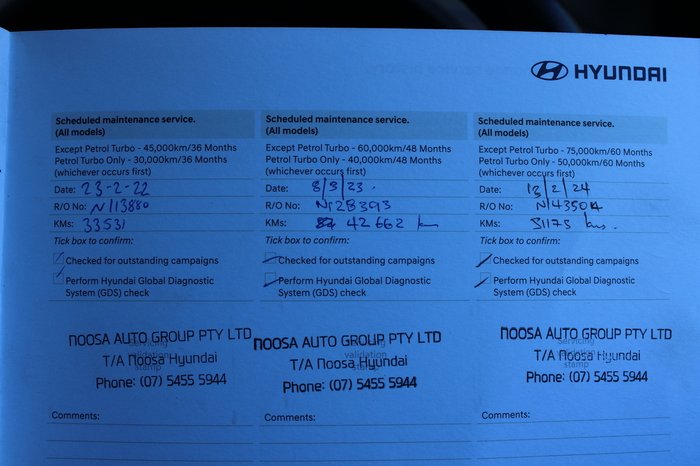 HYUNDAI
Scheduled maintenance service.
(All models)
Except Petrol Turbo - 45,000km/36 Months
Petrol Turbo Only - 30,000km/36 Months
(whichever occurs first)
Date: 23-2-22
R/O No: N113880
KMs: 33531
Tick box to confirm:
Checked for outstanding campaigns
Perform Hyundai Global Diagnostic
System (GDS) check
NOOSA AUTO GROUP PTY LTD
Servicing
validation
stamp
T/A Noosa Hyundai
Phone: (07) 5455 5944
Comments:
Scheduled maintenance service.
(All models)
Except Petrol Turbo - 60,000km/48 Months
Petrol Turbo Only - 40,000km/48 Months
(whichever occurs first)
Date: 8/3/23.
R/O No: N128393
KMs: 42662 km
Tick box to confirm:
Checked for outstanding campaigns
Perform Hyundai Global Diagnostic
System (GDS) check
NOOSA AUTO GROUP PTY LTD
validation
T/A Noosa Hyundai
stamp
Phone: (07) 5455 5944
Comments:
Scheduled maintenance service.
(All models)
Except Petrol Turbo - 75,000km/60 Months
Petrol Turbo Only - 50,000km/60 Months
(whichever occurs first)
Date: 13/2/24
R/O No: N143504
KMs: 51173 kms.
Tick box to confirm:
Checked for outstanding campaigns
Perform Hyundai Global Diagnostic
System (GDS) check
NOOSA AUTO GROUP PTY LTD
Servicing
validation
T/A Noosa Hyundai
stamp
Phone: (07) 5455 5944
Comments: